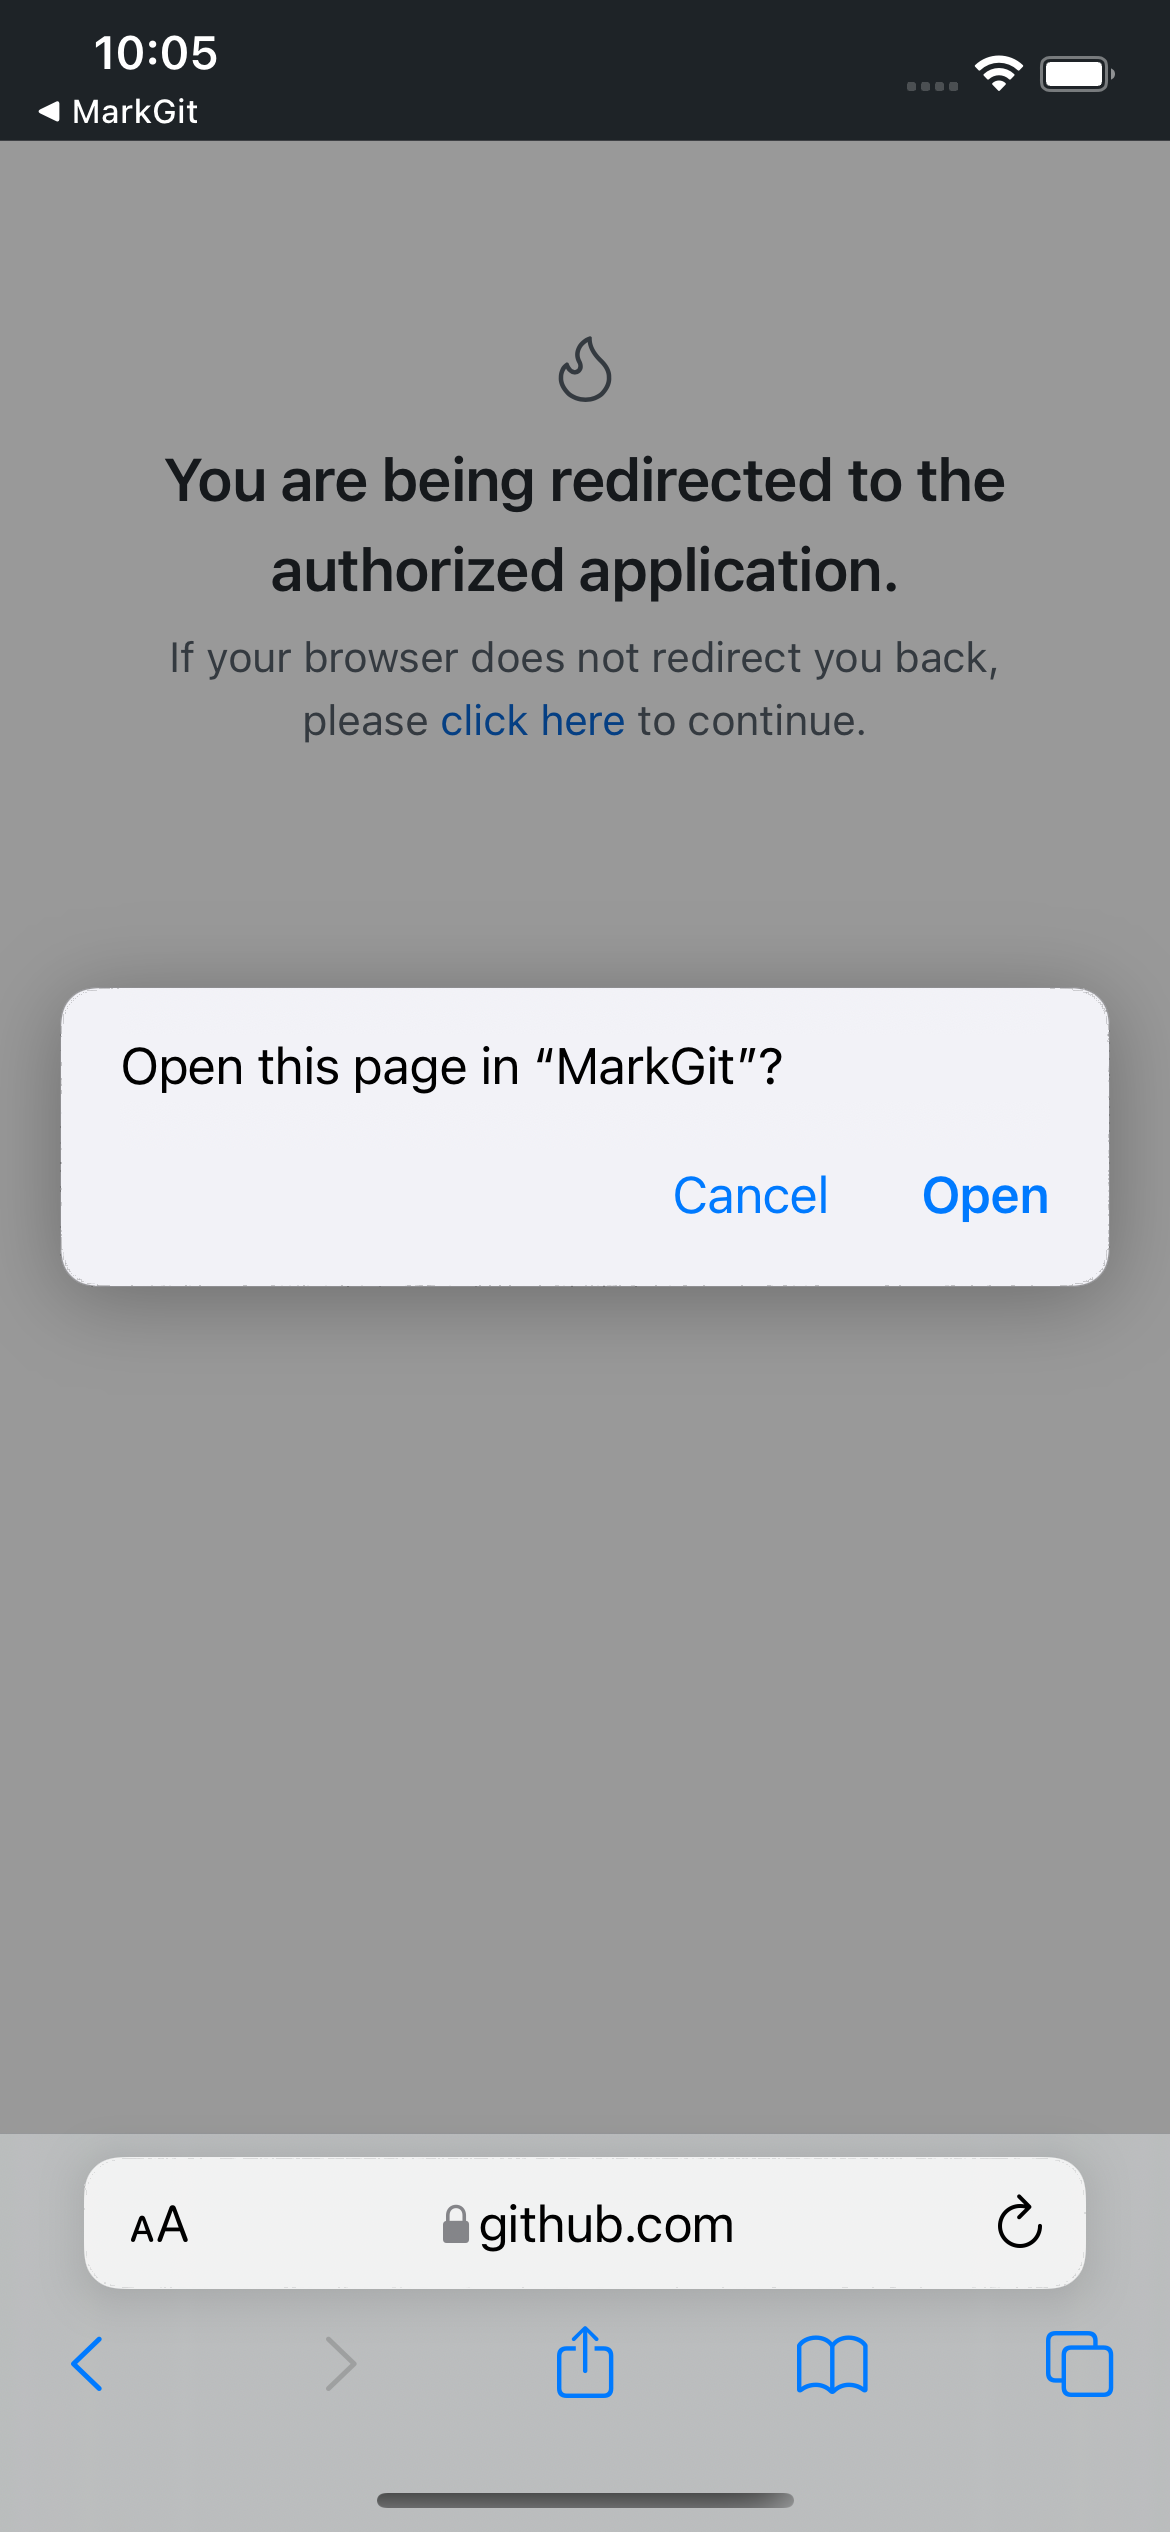 10:05
◀ MarkGit
You are being redirected to the
authorized application.
If your browser does not redirect you back,
please click here to continue.
Open this page in “MarkGit”?
Cancel
Open
AA
github.com